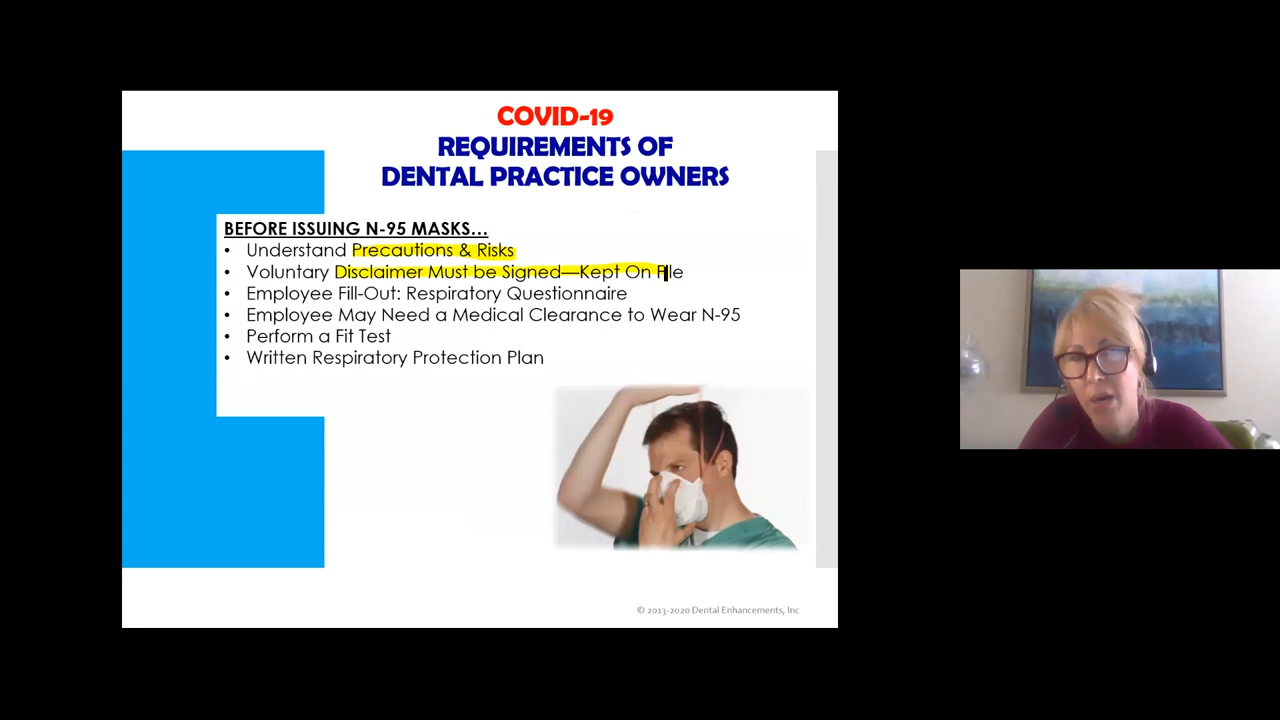 COVID-19
REQUIREMENTS OF
DENTAL PRACTICE OWNERS
BEFORE ISSUING N-95 MASKS…
• Understand Precautions & Risks
• Voluntary Disclaimer Must be Signed—Kept On File
• Employee Fill-Out: Respiratory Questionnaire
• Employee May Need a Medical Clearance to Wear N-95
• Perform a Fit Test
• Written Respiratory Protection Plan
© 2013-2020 Dental Enhancements, Inc